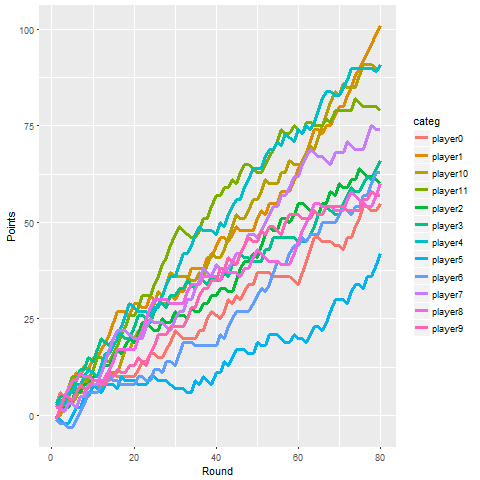 100
75
50
25
0
Points
0
20
40
60
80
Round
categ
player0
player1
player10
player11
player2
player3
player4
player5
player6
player7
player8
player9